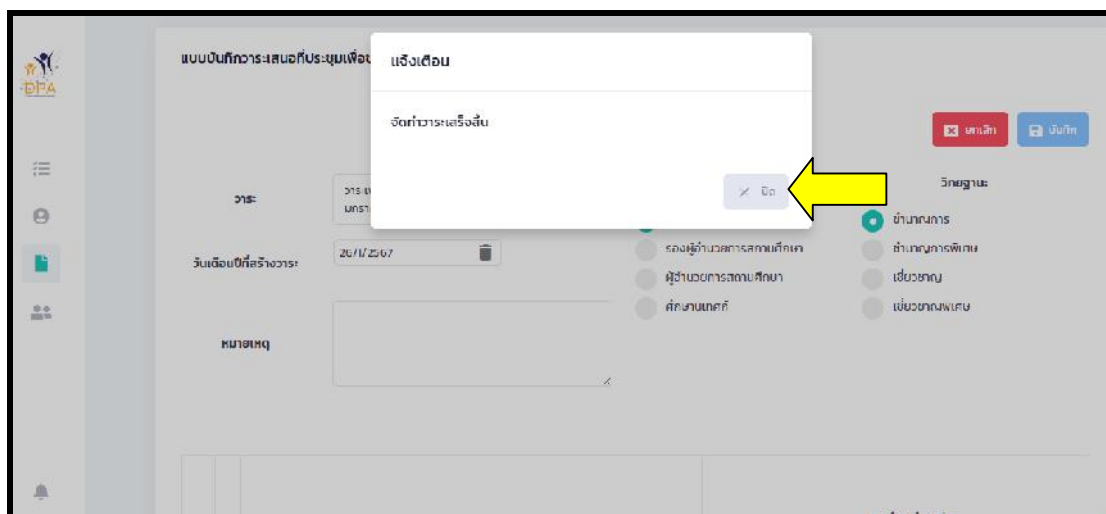 DPA
แบบบันทึกวาระเสนอที่ประชุมเพื่อ
แจ้งเตือน
จัดทำวาระเสร็จสิ้น
ปิด
ยกเลิก
บันทึก
วาระ
วันเดือนปีที่สร้างวาระ
26/1/2567
หมายเหตุ
รองผู้อำนวยการสถานศึกษา
ผู้อำนวยการสถานศึกษา
ศึกษานิเทศก์
วิทยฐานะ
ชำนาญการ
ชำนาญการพิเศษ
เชี่ยวชาญ
เชี่ยวชาญพิเศษ